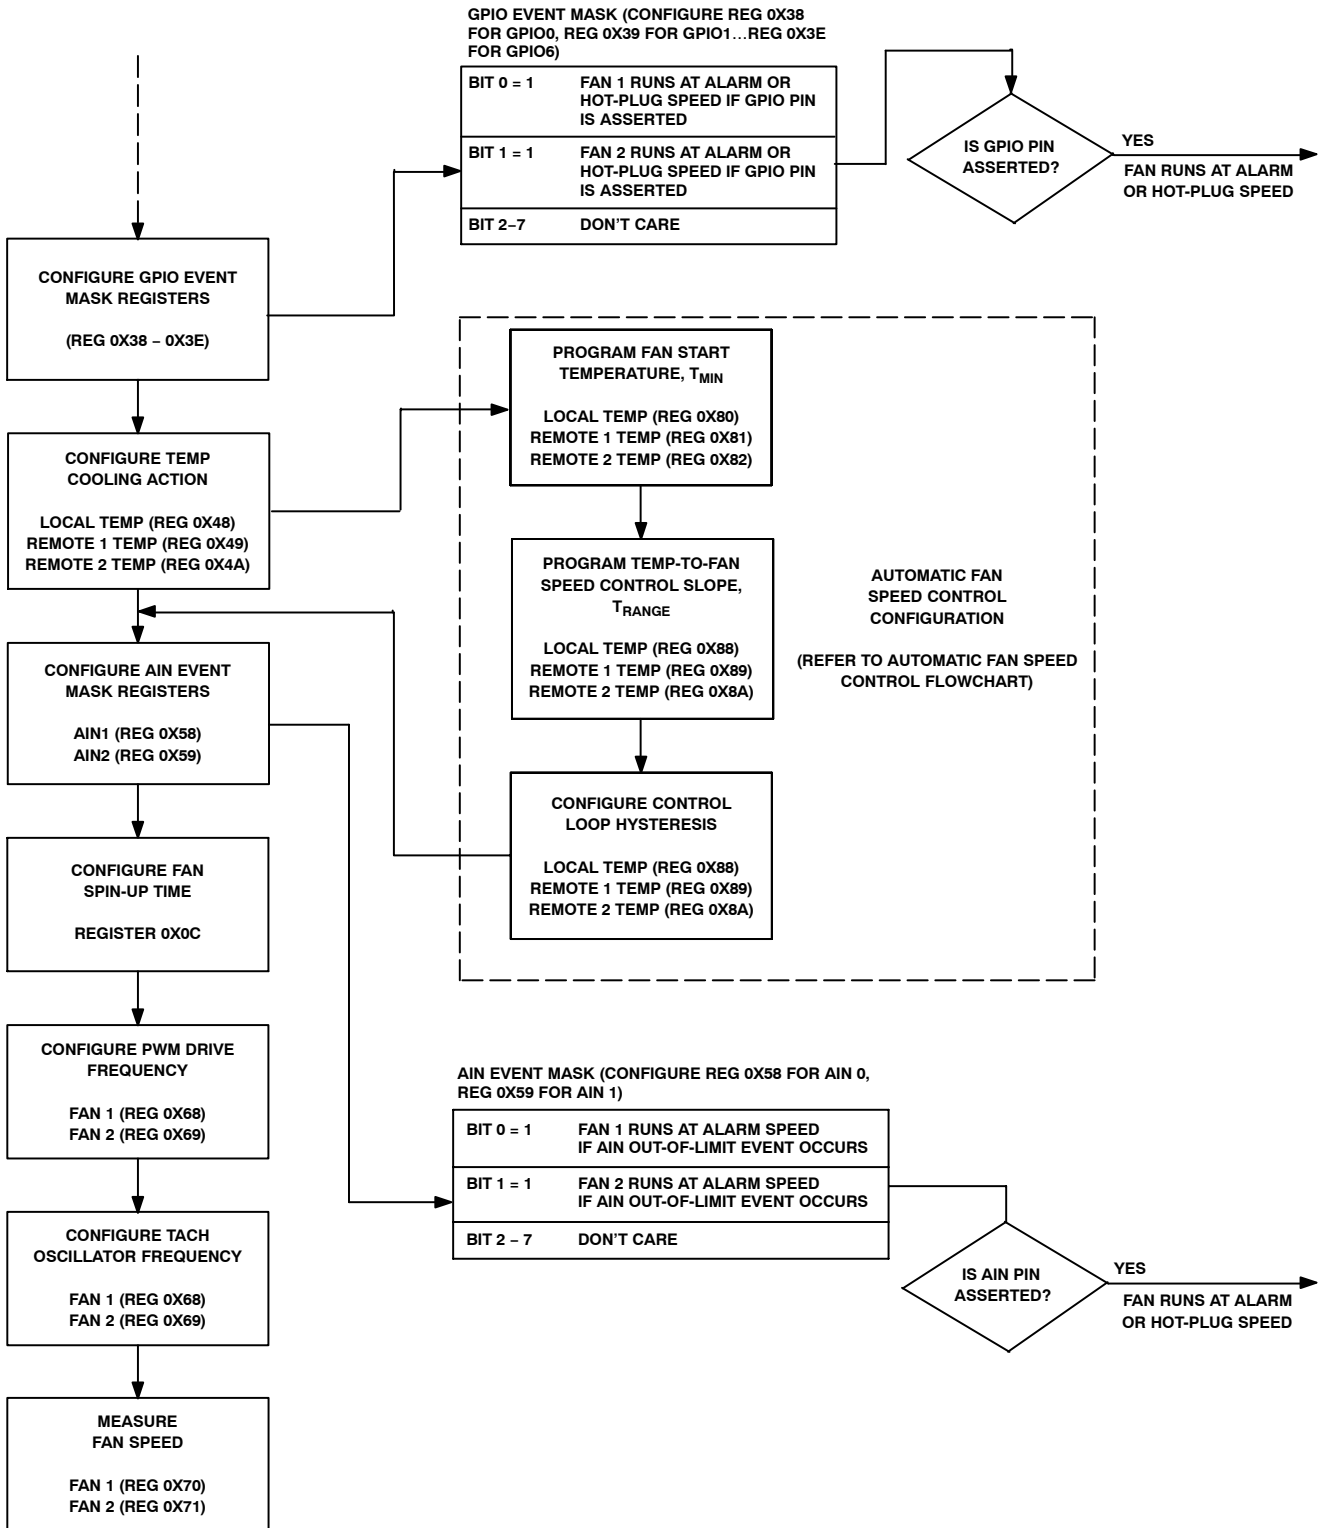 GPIO EVENT MASK (CONFIGURE REG 0X38
FOR GPIO0, REG 0X39 FOR GPIO1...REG 0X3E
FOR GPIO6)
BIT 0 = 1 FAN 1 RUNS AT ALARM OR
HOT-PLUG SPEED IF GPIO PIN
IS ASSERTED
BIT 1 = 1 FAN 2 RUNS AT ALARM OR
HOT-PLUG SPEED IF GPIO PIN
IS ASSERTED
BIT 2–7 DON'T CARE
IS GPIO PIN
ASSERTED?
YES
FAN RUNS AT ALARM
OR HOT-PLUG SPEED
CONFIGURE GPIO EVENT
MASK REGISTERS
(REG 0X38 – 0X3E)
CONFIGURE TEMP
COOLING ACTION
LOCAL TEMP (REG 0X48)
REMOTE 1 TEMP (REG 0X49)
REMOTE 2 TEMP (REG 0X4A)
PROGRAM FAN START
TEMPERATURE, TMIN
LOCAL TEMP (REG 0X80)
REMOTE 1 TEMP (REG 0X81)
REMOTE 2 TEMP (REG 0X82)
PROGRAM TEMP-TO-FAN
SPEED CONTROL SLOPE,
TRANGE
LOCAL TEMP (REG 0X88)
REMOTE 1 TEMP (REG 0X89)
REMOTE 2 TEMP (REG 0X8A)
CONFIGURE CONTROL
LOOP HYSTERESIS
LOCAL TEMP (REG 0X88)
REMOTE 1 TEMP (REG 0X89)
REMOTE 2 TEMP (REG 0X8A)
AUTOMATIC FAN
SPEED CONTROL
CONFIGURATION
(REFER TO AUTOMATIC FAN SPEED
CONTROL FLOWCHART)
CONFIGURE AIN EVENT
MASK REGISTERS
AIN1 (REG 0X58)
AIN2 (REG 0X59)
CONFIGURE FAN
SPIN-UP TIME
REGISTER 0X0C
CONFIGURE PWM DRIVE
FREQUENCY
FAN 1 (REG 0X68)
FAN 2 (REG 0X69)
CONFIGURE TACH
OSCILLATOR FREQUENCY
FAN 1 (REG 0X68)
FAN 2 (REG 0X69)
MEASURE
FAN SPEED
FAN 1 (REG 0X70)
FAN 2 (REG 0X71)
AIN EVENT MASK (CONFIGURE REG 0X58 FOR AIN 0,
REG 0X59 FOR AIN 1)
BIT 0 = 1 FAN 1 RUNS AT ALARM SPEED
IF AIN OUT-OF-LIMIT EVENT OCCURS
BIT 1 = 1 FAN 2 RUNS AT ALARM SPEED
IF AIN OUT-OF-LIMIT EVENT OCCURS
BIT 2 – 7 DON'T CARE
IS AIN PIN
ASSERTED?
YES
FAN RUNS AT ALARM
OR HOT-PLUG SPEED